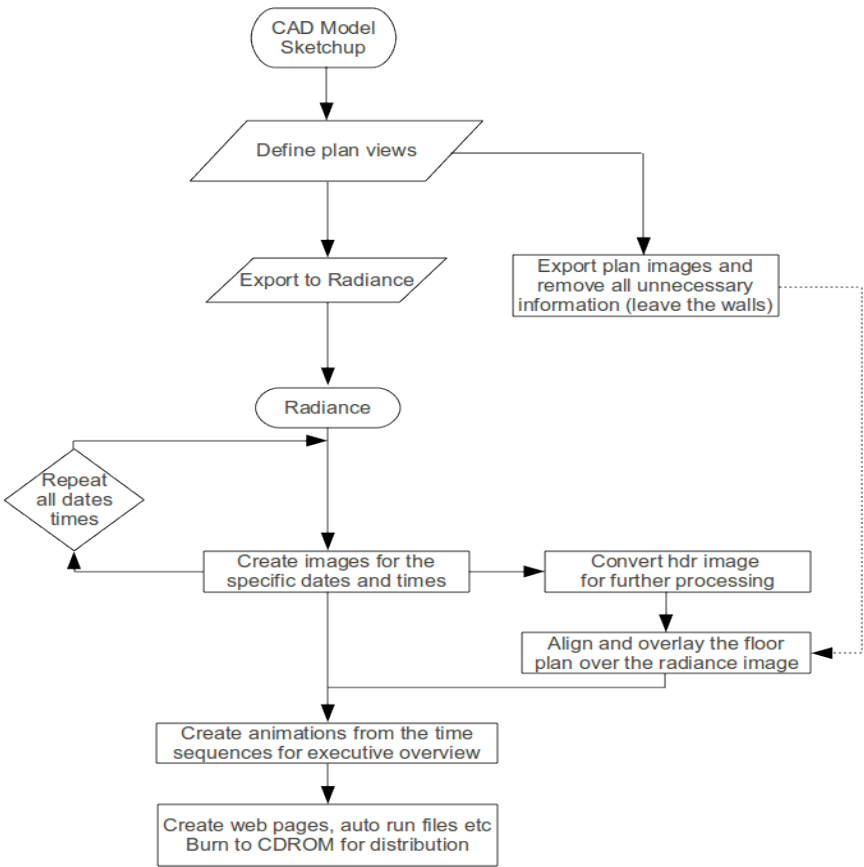 CAD Model
Sketchup
Define plan views
Export to Radiance
Export plan images and
remove all unnecessary
information (leave the walls)
Radiance
Repeat
all dates
times
Create images for the
specific dates and times
Convert hdr image
for further processing
Align and overlay the floor
plan over the radiance image
Create animations from the time
sequences for executive overview
Create web pages, auto run files etc
Burn to CDROM for distribution